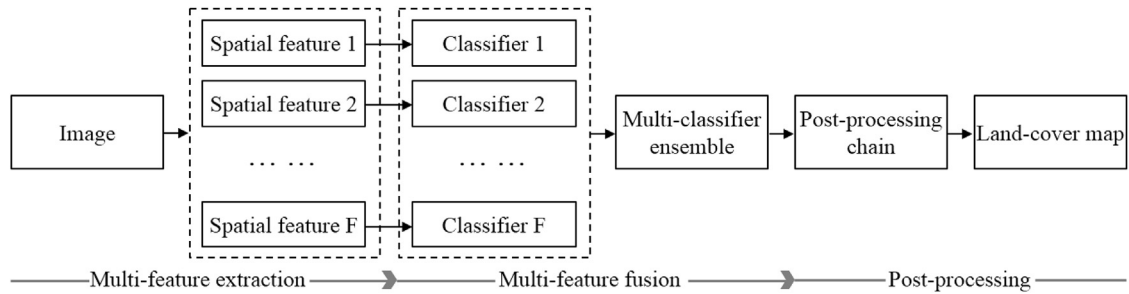 Spatial feature 1
Classifier 1
Spatial feature 2
Classifier 2
Image
Multi-classifier
ensemble
Post-processing
chain
Land-cover map
... ...
... ...
Spatial feature F
Classifier F
Multi-feature extraction
Multi-feature fusion
Post-processing